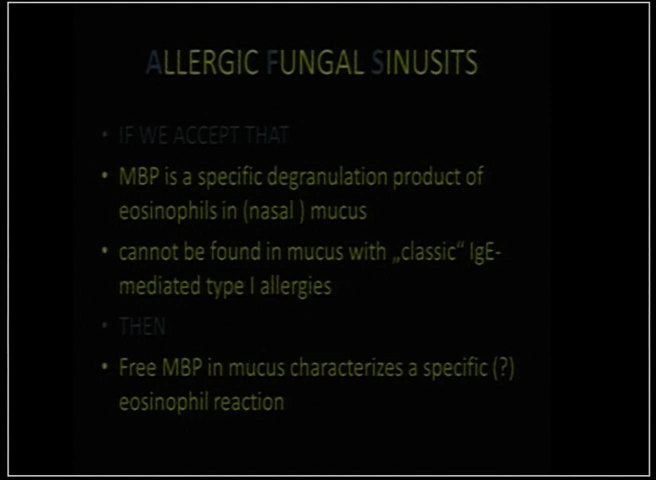 ALLERGIC FUNGAL SINUSITS
• IF WE ACCEPT THAT
• MBP is a specific degranulation product of
eosinophils in (nasal ) mucus
• cannot be found in mucus with „classic“ IgE-
mediated type I allergies
• THEN
• Free MBP in mucus characterizes a specific (?)
eosinophil reaction